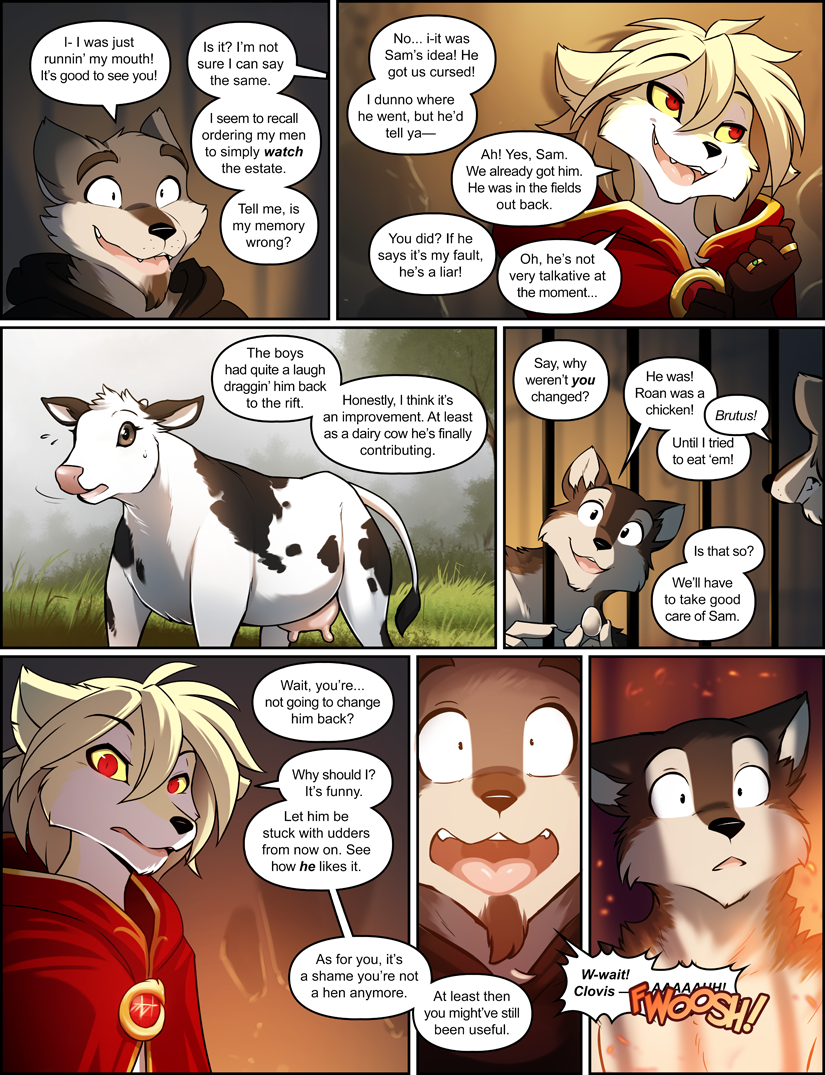 I- I was just
runnin' my mouth!
It's good to see you!
Is it? I'm not
sure I can say
the same.
I seem to recall
ordering my men
to simply watch
the estate.
Tell me, is
my memory
wrong?
No... i-it was
Sam's idea! He
got us cursed!
I dunno where
he went, but he'd
tell ya—
Ah! Yes, Sam.
We already got him.
He was in the fields
out back.
You did? If he
says it's my fault,
he's a liar!
Oh, he's not
very talkative at
the moment...
The boys
had quite a laugh
draggin' him back
to the rift.
Honestly, I think it's
an improvement. At least
as a dairy cow he's finally
contributing.
Say, why
weren't you
changed?
He was!
Roan was a
chicken!
Brutus!
Until I tried
to eat 'em!
Is that so?
We'll have
to take good
care of Sam.
Wait, you're...
not going to change
him back?
Why should I?
It's funny.
Let him be
stuck with udders
from now on. See
how he likes it.
As for you, it's
a shame you're not
a hen anymore.
At least then
you might've still
been useful.
W-wait!
Clovis — AAAAAHH!
FWOOSH!